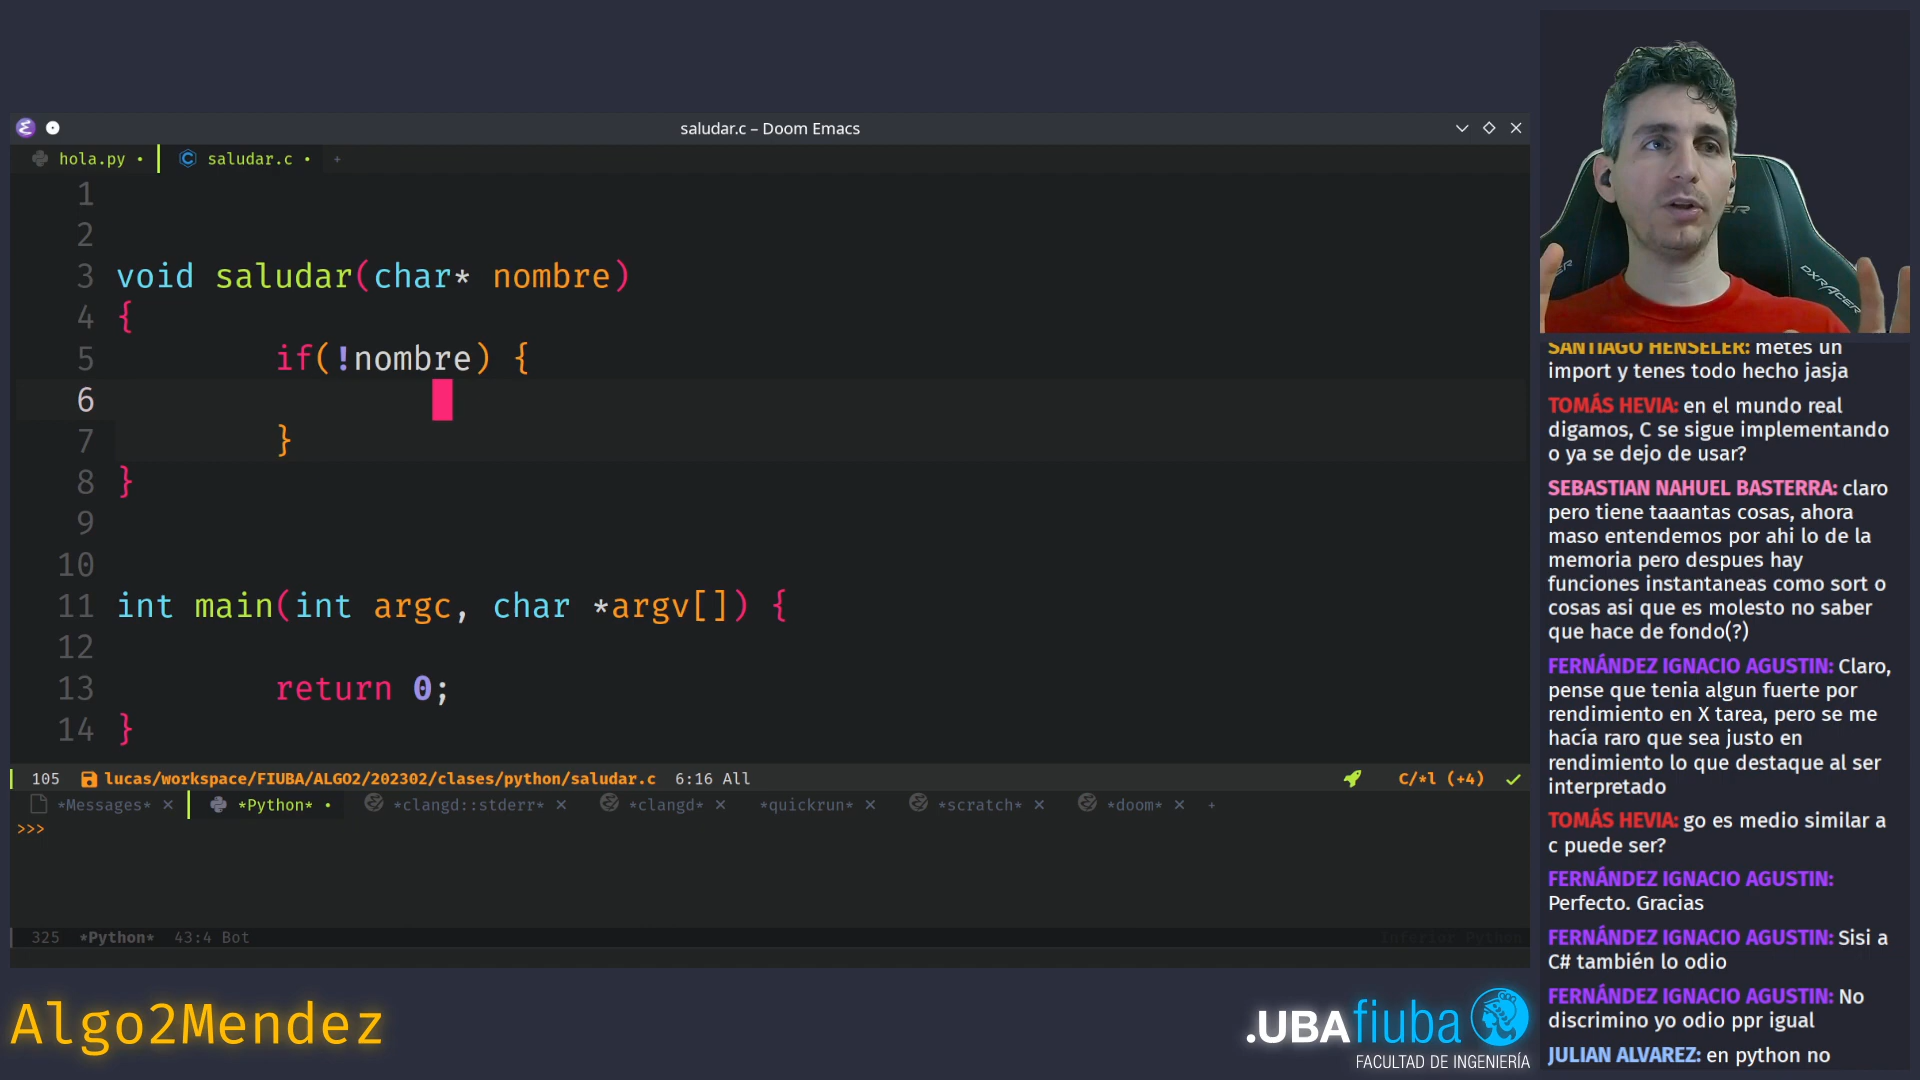 saludar.c – Doom Emacs
hola.py • saludar.c • +
1
2
3 void saludar(char* nombre)
4 {
5 if(!nombre) {
6
7 }
8 }
9
10
11 int main(int argc, char *argv[]) {
12
13 return 0;
14 }
105 lucas/workspace/FIUBA/ALGO2/202302/clases/python/saludar.c 6:16 All C/*l (+4)
*Messages* × *Python* • *clangd::stderr* × *clangd* × *quickrun* × *scratch* × *doom* × +
>>>
325 *Python* 43:4 Bot Inferior Python
Algo2Mendez
.UBAfiuba
FACULTAD DE INGENIERÍA
DXRACER
SANTIAGO HENSELER: metes un
import y tenes todo hecho jasja
TOMÁS HEVIA: en el mundo real
digamos, C se sigue implementando
o ya se dejo de usar?
SEBASTIAN NAHUEL BASTERRA: claro
pero tiene taaantas cosas, ahora
maso entendemos por ahi lo de la
memoria pero despues hay
funciones instantaneas como sort o
cosas asi que es molesto no saber
que hace de fondo(?)
FERNÁNDEZ IGNACIO AGUSTIN: Claro,
pense que tenia algun fuerte por
rendimiento en X tarea, pero se me
hacía raro que sea justo en
rendimiento lo que destaque al ser
interpretado
TOMÁS HEVIA: go es medio similar a
c puede ser?
FERNÁNDEZ IGNACIO AGUSTIN:
Perfecto. Gracias
FERNÁNDEZ IGNACIO AGUSTIN: Sisi a
C# también lo odio
FERNÁNDEZ IGNACIO AGUSTIN: No
discrimino yo odio ppr igual
JULIAN ALVAREZ: en python no